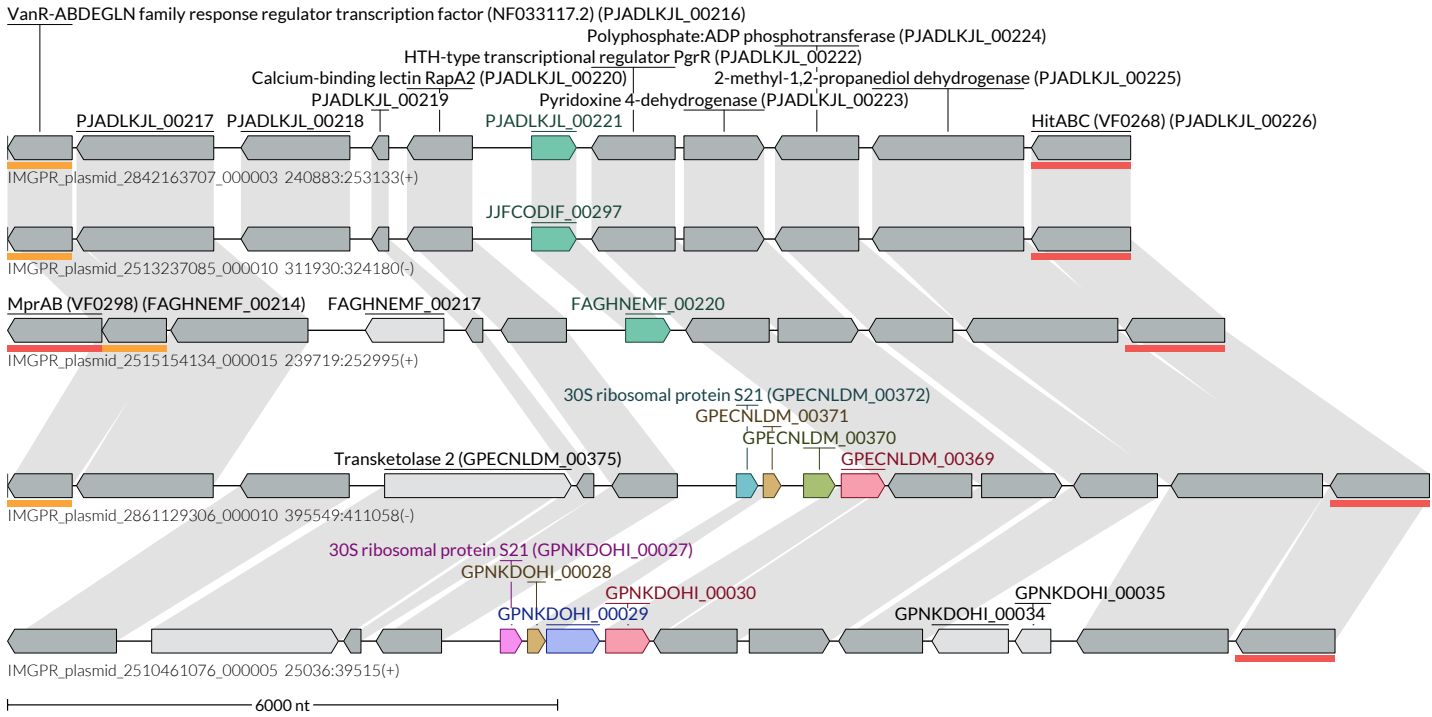 VanR-ABDEGLN family response regulator transcription factor (NF033117.2) (PJADLKJL_00216)
Polyphosphate:ADP phosphotransferase (PJADLKJL_00224)
HTH-type transcriptional regulator PgrR (PJADLKJL_00222)
Calcium-binding lectin RapA2 (PJADLKJL_00220)
2-methyl-1,2-propanediol dehydrogenase (PJADLKJL_00225)
PJADLKJL_00219
Pyridoxine 4-dehydrogenase (PJADLKJL_00223)
PJADLKJL_00217
PJADLKJL_00218
PJADLKJL_00221
HitABC (VF0268) (PJADLKJL_00226)
IMGPR_plasmid_2842163707_000003 240883:253133(+)
JJFCODIF_00297
IMGPR_plasmid_2513237085_000010 311930:324180(-)
MprAB (VF0298) (FAGHNEMF_00214)
FAGHNEMF_00217
FAGHNEMF_00220
IMGPR_plasmid_2515154134_000015 239719:252995(+)
30S ribosomal protein S21 (GPECNLDM_00372)
GPECNLDM_00371
GPECNLDM_00370
Transketolase 2 (GPECNLDM_00375)
GPECNLDM_00369
IMGPR_plasmid_2861129306_000010 395549:411058(-)
30S ribosomal protein S21 (GPNKDOHI_00027)
GPNKDOHI_00028
GPNKDOHI_00030
GPNKDOHI_00035
GPNKDOHI_00029
GPNKDOHI_00034
IMGPR_plasmid_2510461076_000005 25036:39515(+)
6000 nt